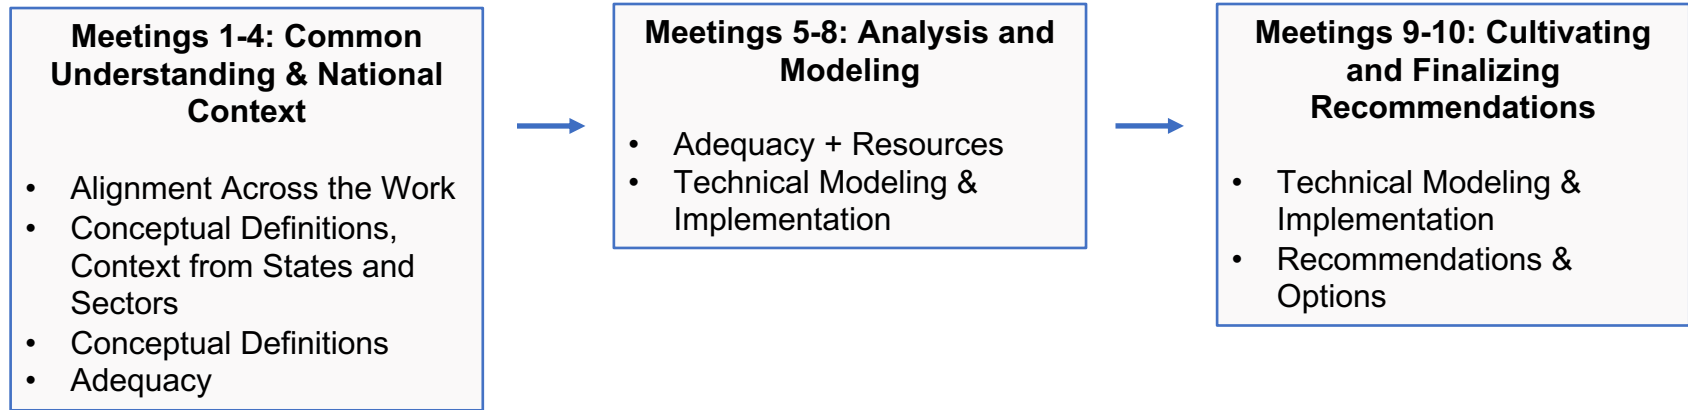 Meetings 1-4: Common
Understanding & National
Context
• Alignment Across the Work
• Conceptual Definitions,
Context from States and
Sectors
• Conceptual Definitions
• Adequacy
Meetings 5-8: Analysis and
Modeling
• Adequacy + Resources
• Technical Modeling &
Implementation
Meetings 9-10: Cultivating
and Finalizing
Recommendations
• Technical Modeling &
Implementation
• Recommendations &
Options